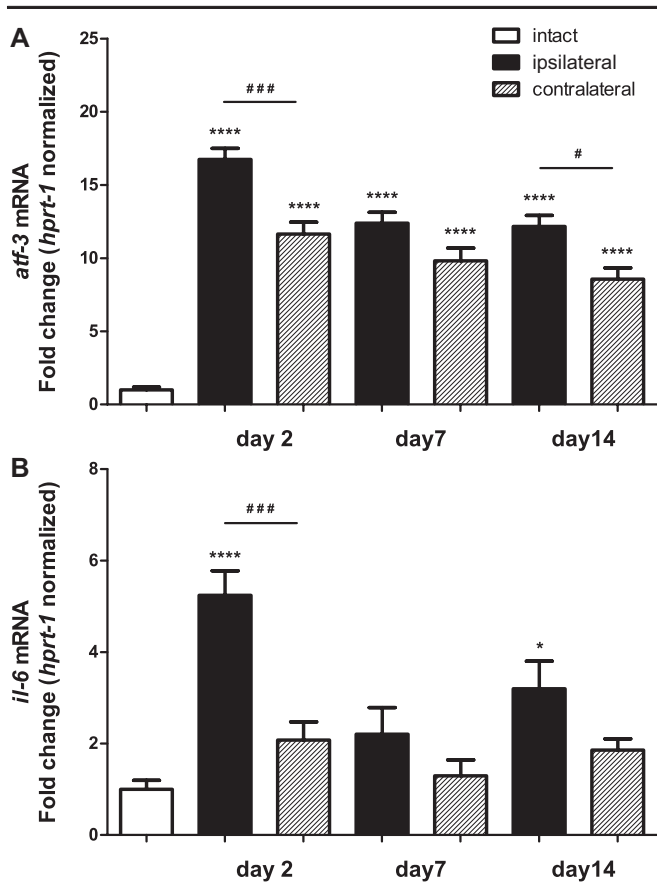 A
intact
ipsilateral
contralateral
atf-3 mRNA
Fold change (hprt-1 normalized)
25
20
15
10
5
0
###
****
****
****
****
#
****
****
day 2
day7
day14
B
il-6 mRNA
Fold change (hprt-1 normalized)
8
6
4
2
0
###
****
*
day 2
day7
day14